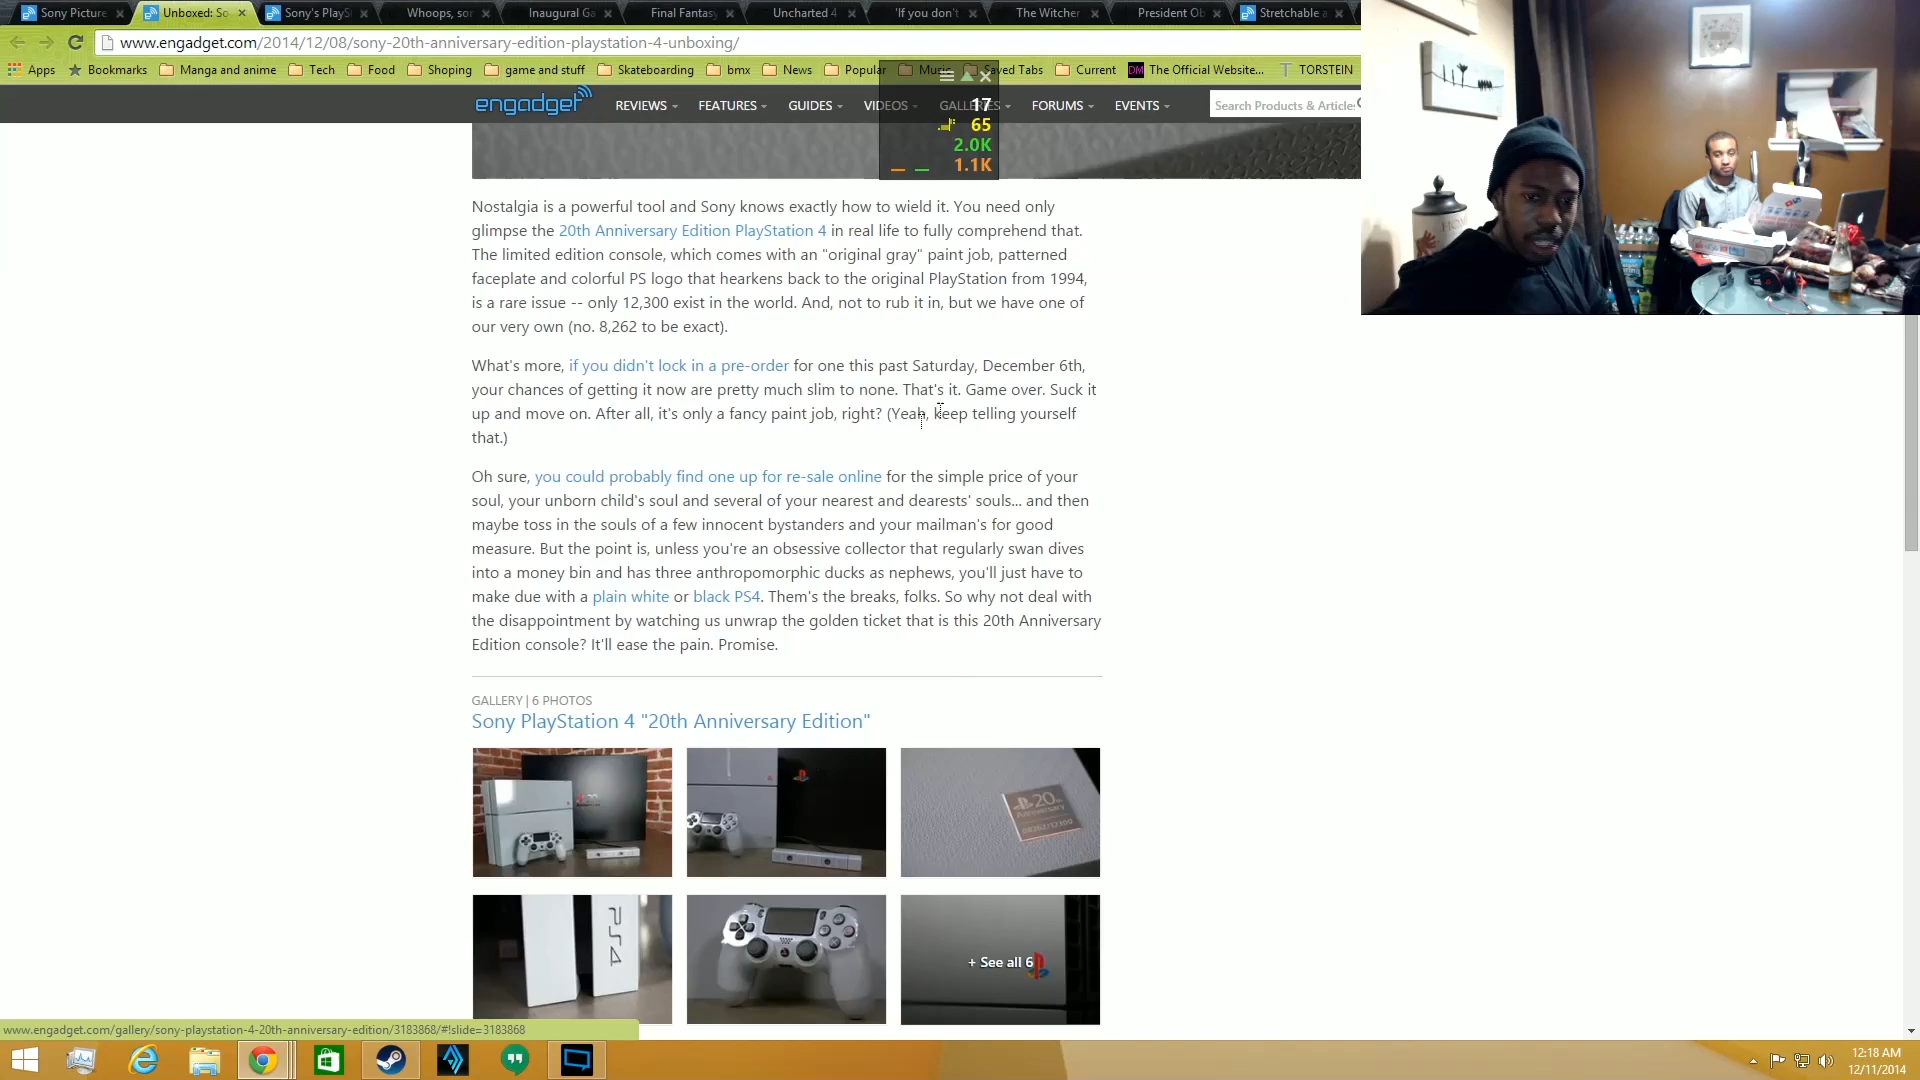 Sony Picture
Unboxed: So
Sony's PlayS
Whoops, sor
Inaugural Ga
Final Fantasy
Uncharted 4
'If you don't
The Witcher
President Ob
Stretchable a
www.engadget.com/2014/12/08/sony-20th-anniversary-edition-playstation-4-unboxing/
Apps Bookmarks Manga and anime Tech Food Shoping game and stuff Skateboarding bmx News Popular Music Saved Tabs Current DM The Official Website... T TORSTEIN
engadget REVIEWS FEATURES GUIDES VIDEOS GALLERIES FORUMS EVENTS Search Products & Articles
17
65
2.0K
1.1K
Nostalgia is a powerful tool and Sony knows exactly how to wield it. You need only
glimpse the 20th Anniversary Edition PlayStation 4 in real life to fully comprehend that.
The limited edition console, which comes with an "original gray" paint job, patterned
faceplate and colorful PS logo that hearkens back to the original PlayStation from 1994,
is a rare issue -- only 12,300 exist in the world. And, not to rub it in, but we have one of
our very own (no. 8,262 to be exact).
What's more, if you didn't lock in a pre-order for one this past Saturday, December 6th,
your chances of getting it now are pretty much slim to none. That's it. Game over. Suck it
up and move on. After all, it's only a fancy paint job, right? (Yeah, keep telling yourself
that.)
Oh sure, you could probably find one up for re-sale online for the simple price of your
soul, your unborn child's soul and several of your nearest and dearests' souls... and then
maybe toss in the souls of a few innocent bystanders and your mailman's for good
measure. But the point is, unless you're an obsessive collector that regularly swan dives
into a money bin and has three anthropomorphic ducks as nephews, you'll just have to
make due with a plain white or black PS4. Them's the breaks, folks. So why not deal with
the disappointment by watching us unwrap the golden ticket that is this 20th Anniversary
Edition console? It'll ease the pain. Promise.
GALLERY | 6 PHOTOS
Sony PlayStation 4 "20th Anniversary Edition"
20th
Anniversary
08262/12300
PS4
+ See all 6
www.engadget.com/gallery/sony-playstation-4-20th-anniversary-edition/3183868/#!slide=3183868
12:18 AM
12/11/2014